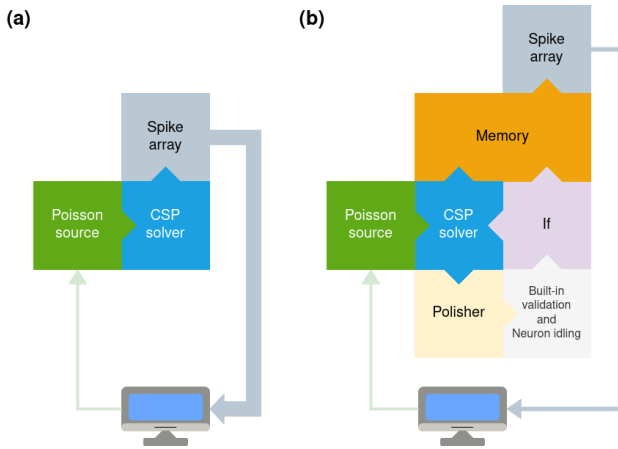 (a)
Spike
array
Poisson
source
CSP
solver
(b)
Spike
array
Memory
Poisson
source
CSP
solver
If
Polisher
Built-in
validation
and
Neuron idling